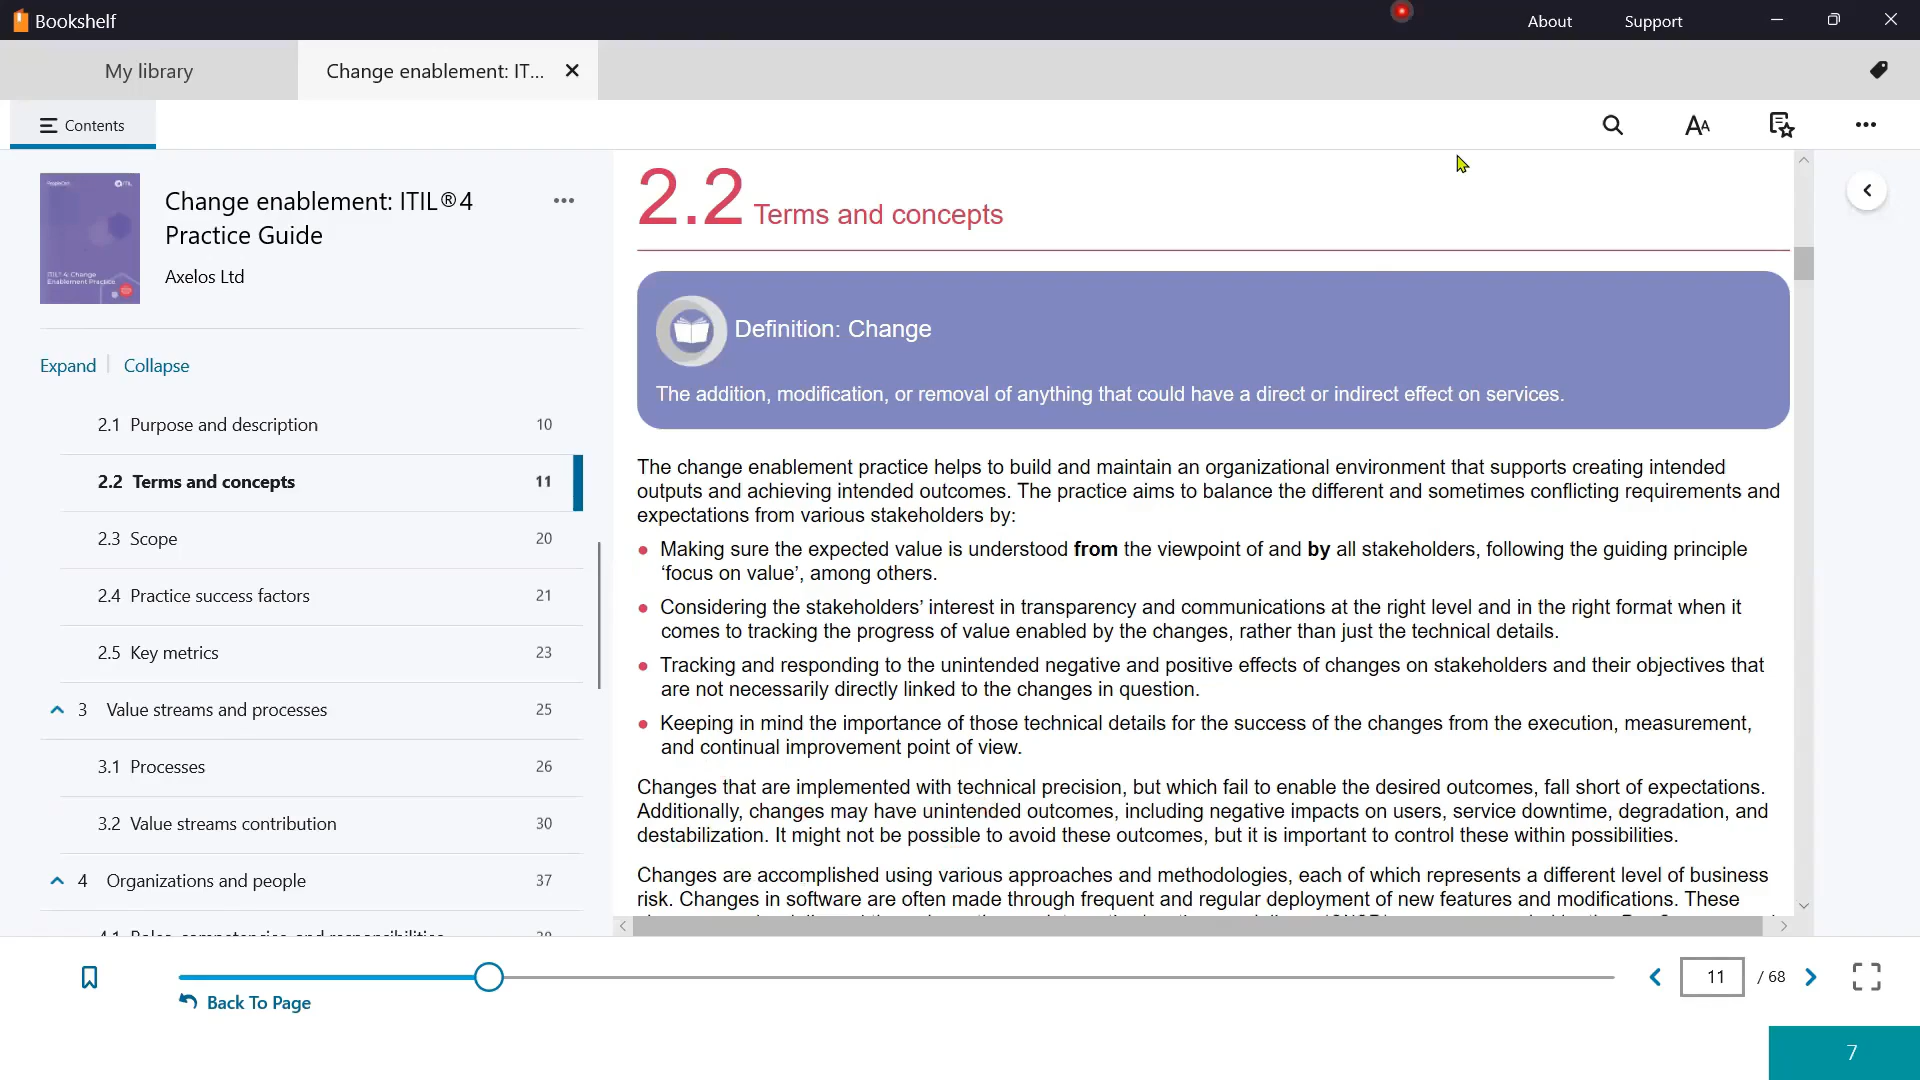 Bookshelf
About
Support
My library
Change enablement: IT...
Contents
Change enablement: ITIL®4
Practice Guide
Axelos Ltd
Expand
Collapse
2.1 Purpose and description 10
2.2 Terms and concepts 11
2.3 Scope 20
2.4 Practice success factors 21
2.5 Key metrics 23
3 Value streams and processes 25
3.1 Processes 26
3.2 Value streams contribution 30
4 Organizations and people 37
2.2 Terms and concepts
Definition: Change
The addition, modification, or removal of anything that could have a direct or indirect effect on services.
The change enablement practice helps to build and maintain an organizational environment that supports creating intended
outputs and achieving intended outcomes. The practice aims to balance the different and sometimes conflicting requirements and
expectations from various stakeholders by:
• Making sure the expected value is understood from the viewpoint of and by all stakeholders, following the guiding principle
‘focus on value’, among others.
• Considering the stakeholders’ interest in transparency and communications at the right level and in the right format when it
comes to tracking the progress of value enabled by the changes, rather than just the technical details.
• Tracking and responding to the unintended negative and positive effects of changes on stakeholders and their objectives that
are not necessarily directly linked to the changes in question.
• Keeping in mind the importance of those technical details for the success of the changes from the execution, measurement,
and continual improvement point of view.
Changes that are implemented with technical precision, but which fail to enable the desired outcomes, fall short of expectations.
Additionally, changes may have unintended outcomes, including negative impacts on users, service downtime, degradation, and
destabilization. It might not be possible to avoid these outcomes, but it is important to control these within possibilities.
Changes are accomplished using various approaches and methodologies, each of which represents a different level of business
risk. Changes in software are often made through frequent and regular deployment of new features and modifications. These
Back To Page
11 / 68
7